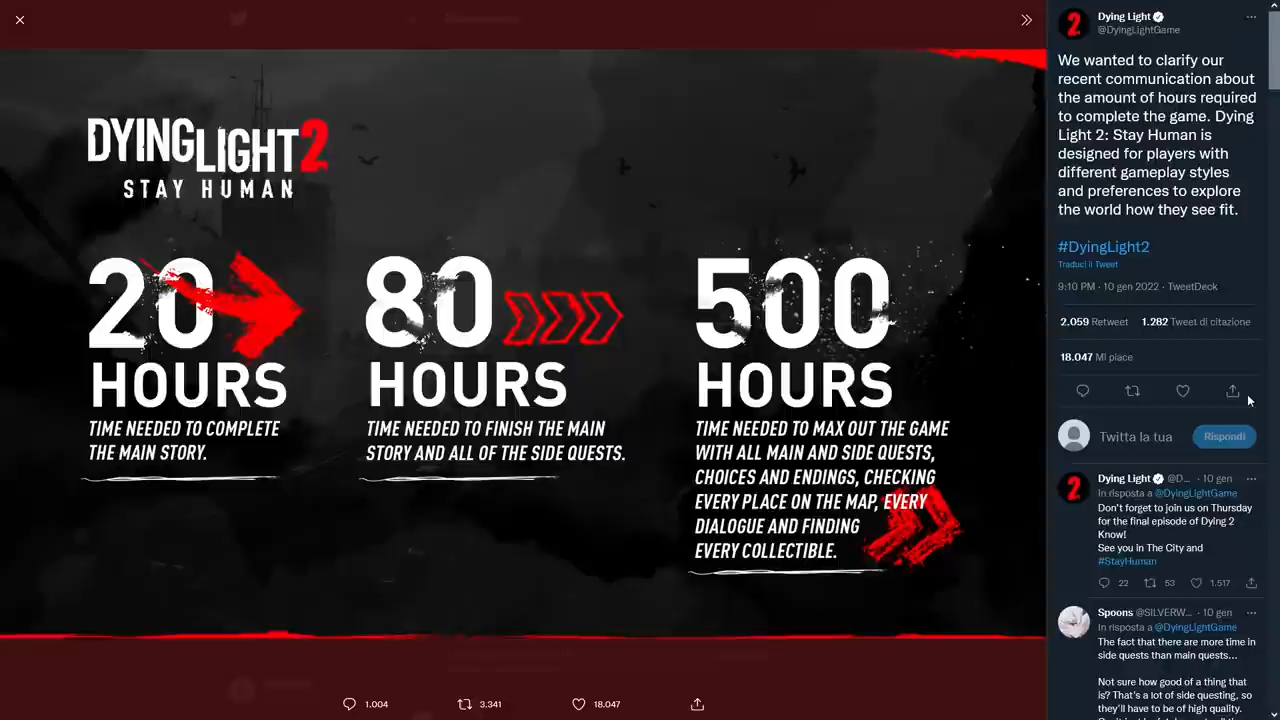 DYING LIGHT 2
STAY HUMAN
20
HOURS
TIME NEEDED TO COMPLETE
THE MAIN STORY.
80
HOURS
TIME NEEDED TO FINISH THE MAIN
STORY AND ALL OF THE SIDE QUESTS.
500
HOURS
TIME NEEDED TO MAX OUT THE GAME
WITH ALL MAIN AND SIDE QUESTS,
CHOICES AND ENDINGS, CHECKING
EVERY PLACE ON THE MAP, EVERY
DIALOGUE AND FINDING
EVERY COLLECTIBLE.
1.004 3.341 18.047
Dying Light
@DyingLightGame
We wanted to clarify our
recent communication about
the amount of hours required
to complete the game. Dying
Light 2: Stay Human is
designed for players with
different gameplay styles
and preferences to explore
the world how they see fit.
#DyingLight2
Traduci il Tweet
9:10 PM · 10 gen 2022 · TweetDeck
2.059 Retweet 1.282 Tweet di citazione
18.047 Mi piace
Twitta la tua Rispondi
Dying Light @D... · 10 gen
In risposta a @DyingLightGame
Don't forget to join us on Thursday
for the final episode of Dying 2
Know!
See you in The City and
#StayHuman
22 53 1.517
Spoons @SILVERW... · 10 gen
In risposta a @DyingLightGame
The fact that there are more time in
side quests than main quests...
Not sure how good of a thing that
is? That's a lot of side questing, so
they'll have to be of high quality.